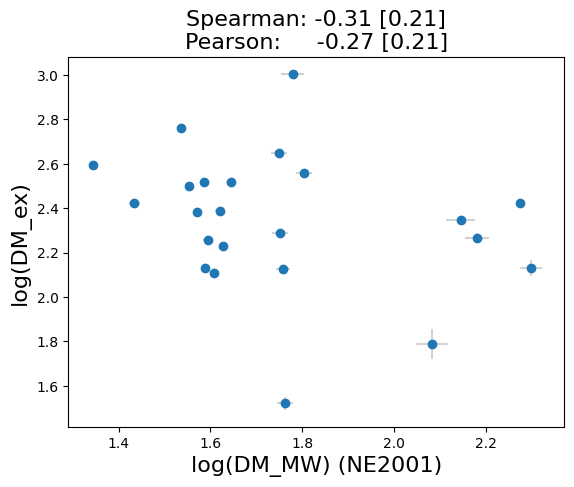 Spearman: -0.31 [0.21]
Pearson: -0.27 [0.21]
3.0
2.8
2.6
2.4
2.2
2.0
1.8
1.6
log(DM_ex)
1.4 1.6 1.8 2.0 2.2
log(DM_MW) (NE2001)